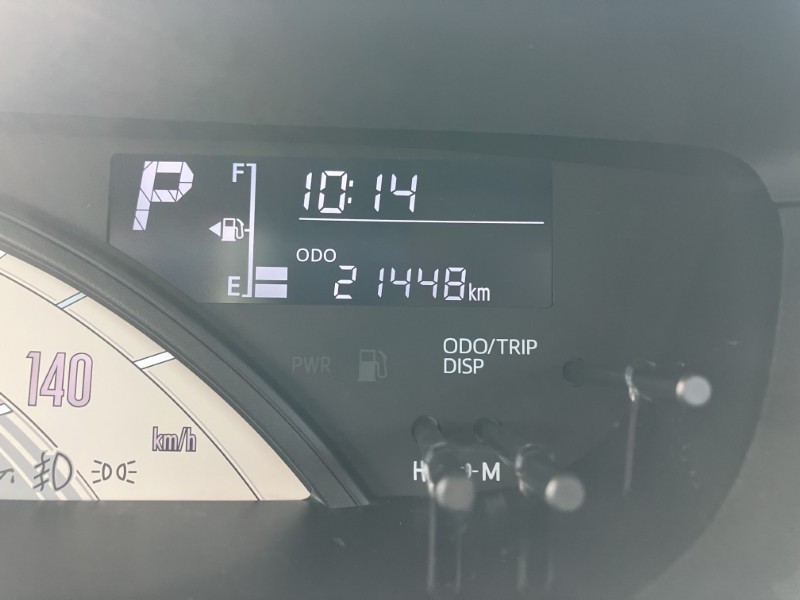 P
F
10:14
E
ODO
21448km
PWR
ODO/TRIP
DISP
140
km/h
H
-M